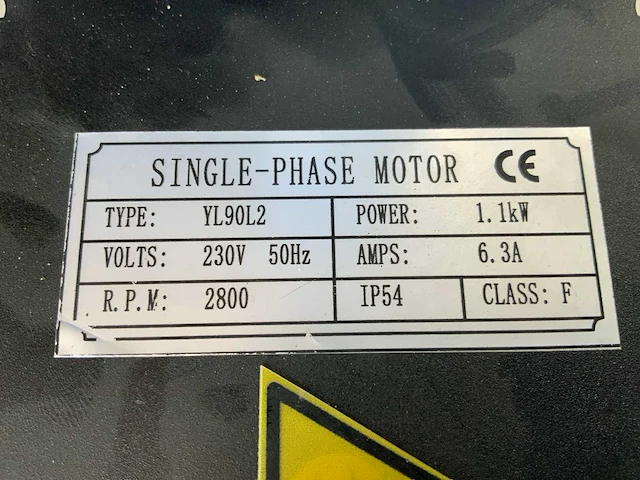 SINGLE-PHASE MOTOR CE
TYPE: YL90L2 POWER: 1.1kW
VOLTS: 230V 50Hz AMPS: 6.3A
R.P.M: 2800 IP54 CLASS: F